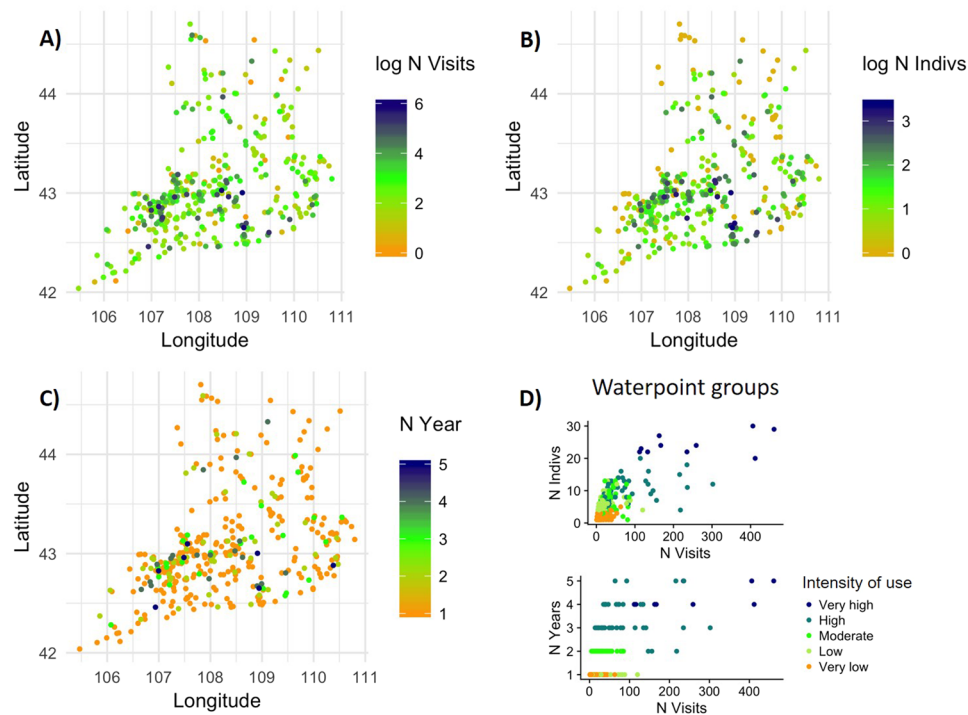 A)
log N Visits
6
4
2
0
Latitude
44
43
42
106 107 108 109 110 111
Longitude
B)
log N Indivs
3
2
1
0
Latitude
44
43
42
106 107 108 109 110 111
Longitude
C)
N Year
5
4
3
2
1
Latitude
44
43
42
106 107 108 109 110 111
Longitude
D)
Waterpoint groups
N Indivs
30
20
10
0
0 100 200 300 400
N Visits
N Years
5
4
3
2
1
0 100 200 300 400
N Visits
Intensity of use
Very high
High
Moderate
Low
Very low